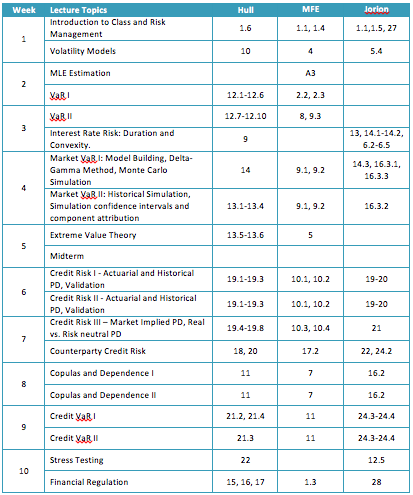 Week Lecture Topics Hull MFE Jorion
1 Introduction to Class and Risk Management 1.6 1.1, 1.4 1.1,1.5, 27
Volatility Models 10 4 5.4
2 MLE Estimation A3
VaR I 12.1-12.6 2.2, 2.3
3 VaR II 12.7-12.10 8, 9.3
Interest Rate Risk: Duration and Convexity. 9 13, 14.1-14.2, 6.2-6.5
4 Market VaR I: Model Building, Delta-Gamma Method, Monte Carlo Simulation 14 9.1, 9.2 14.3, 16.3.1, 16.3.3
Market VaR II: Historical Simulation, Simulation confidence intervals and component attribution 13.1-13.4 9.1, 9.2 16.3.2
5 Extreme Value Theory 13.5-13.6 5
Midterm
6 Credit Risk I - Actuarial and Historical PD, Validation 19.1-19.3 10.1, 10.2 19-20
Credit Risk II - Actuarial and Historical PD, Validation 19.1-19.3 10.1, 10.2 19-20
7 Credit Risk III – Market Implied PD, Real vs. Risk neutral PD 19.4-19.8 10.3, 10.4 21
Counterparty Credit Risk 18, 20 17.2 22, 24.2
8 Copulas and Dependence I 11 7 16.2
Copulas and Dependence II 11 7 16.2
9 Credit VaR I 21.2, 21.4 11 24.3-24.4
Credit VaR II 21.3 11 24.3-24.4
10 Stress Testing 22 12.5
Financial Regulation 15, 16, 17 1.3 28